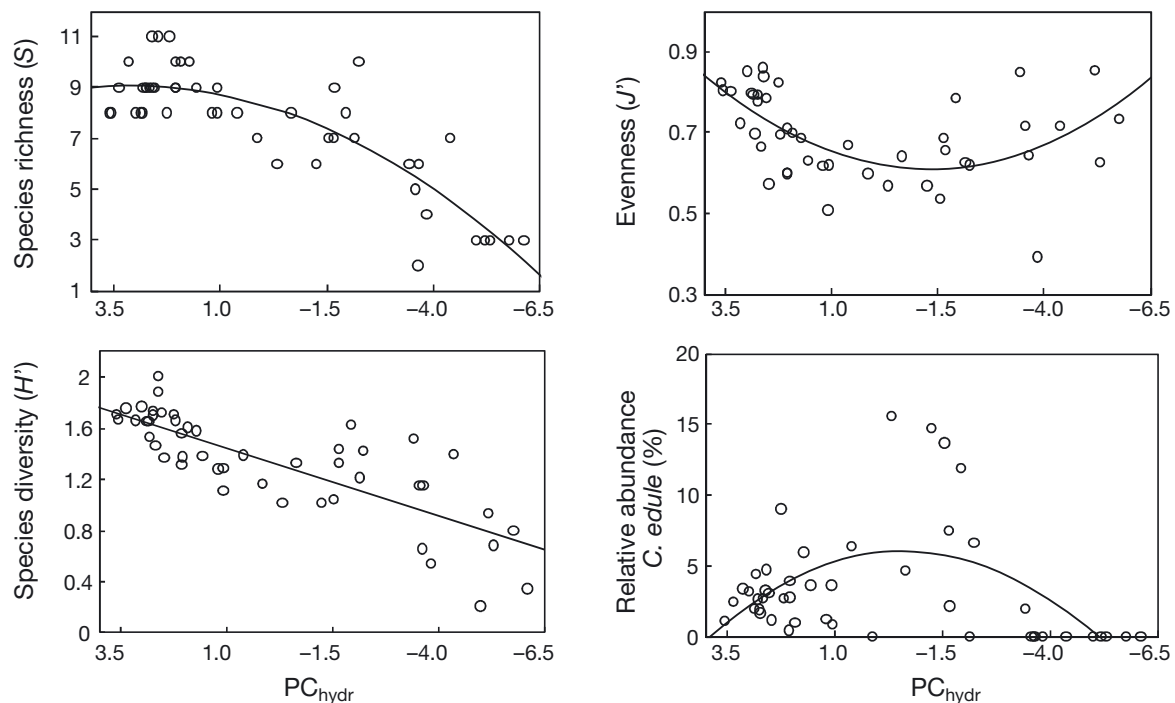 Species richness (S)
11
9
7
5
3
1
3.5 1.0 −1.5 −4.0 −6.5
Evenness (J’)
0.9
0.7
0.5
0.3
3.5 1.0 −1.5 −4.0 −6.5
Species diversity (H’)
2
1.6
1.2
0.8
0.4
0
3.5 1.0 −1.5 −4.0 −6.5
PChydr
Relative abundance
C. edule (%)
20
15
10
5
0
3.5 1.0 −1.5 −4.0 −6.5
PChydr